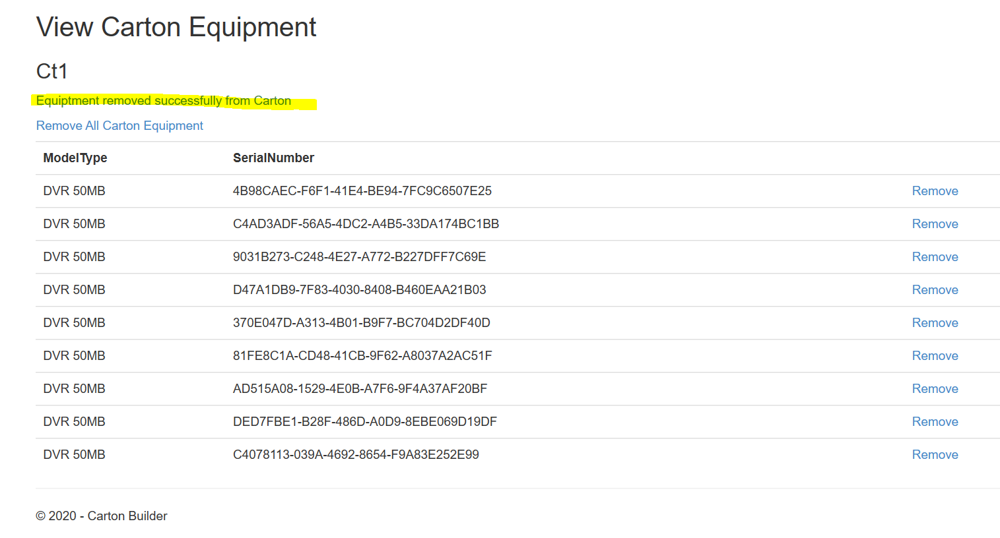 View Carton Equipment
Ct1
Equiptment removed successfully from Carton
Remove All Carton Equipment
ModelType SerialNumber
DVR 50MB 4B98CAEC-F6F1-41E4-BE94-7FC9C6507E25 Remove
DVR 50MB C4AD3ADF-56A5-4DC2-A4B5-33DA174BC1BB Remove
DVR 50MB 9031B273-C248-4E27-A772-B227DFF7C69E Remove
DVR 50MB D47A1DB9-7F83-4030-8408-B460EAA21B03 Remove
DVR 50MB 370E047D-A313-4B01-B9F7-BC704D2DF40D Remove
DVR 50MB 81FE8C1A-CD48-41CB-9F62-A8037A2AC51F Remove
DVR 50MB AD515A08-1529-4E0B-A7F6-9F4A37AF20BF Remove
DVR 50MB DED7FBE1-B28F-486D-A0D9-8EBE069D19DF Remove
DVR 50MB C4078113-039A-4692-8654-F9A83E252E99 Remove
© 2020 - Carton Builder